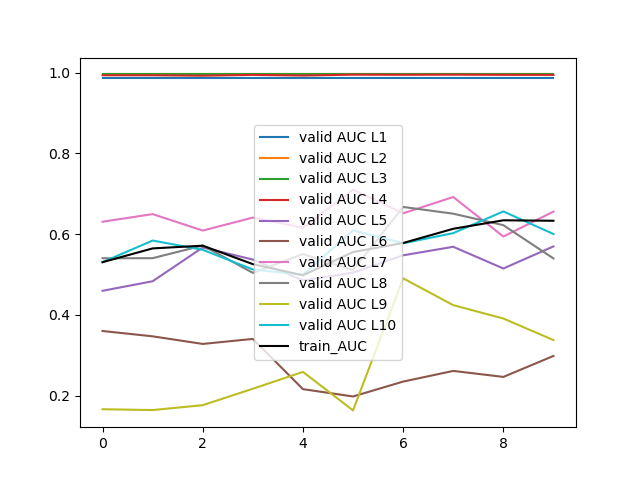 1.0
0.8
0.6
0.4
0.2
valid AUC L1
valid AUC L2
valid AUC L3
valid AUC L4
valid AUC L5
valid AUC L6
valid AUC L7
valid AUC L8
valid AUC L9
valid AUC L10
train_AUC
0 2 4 6 8